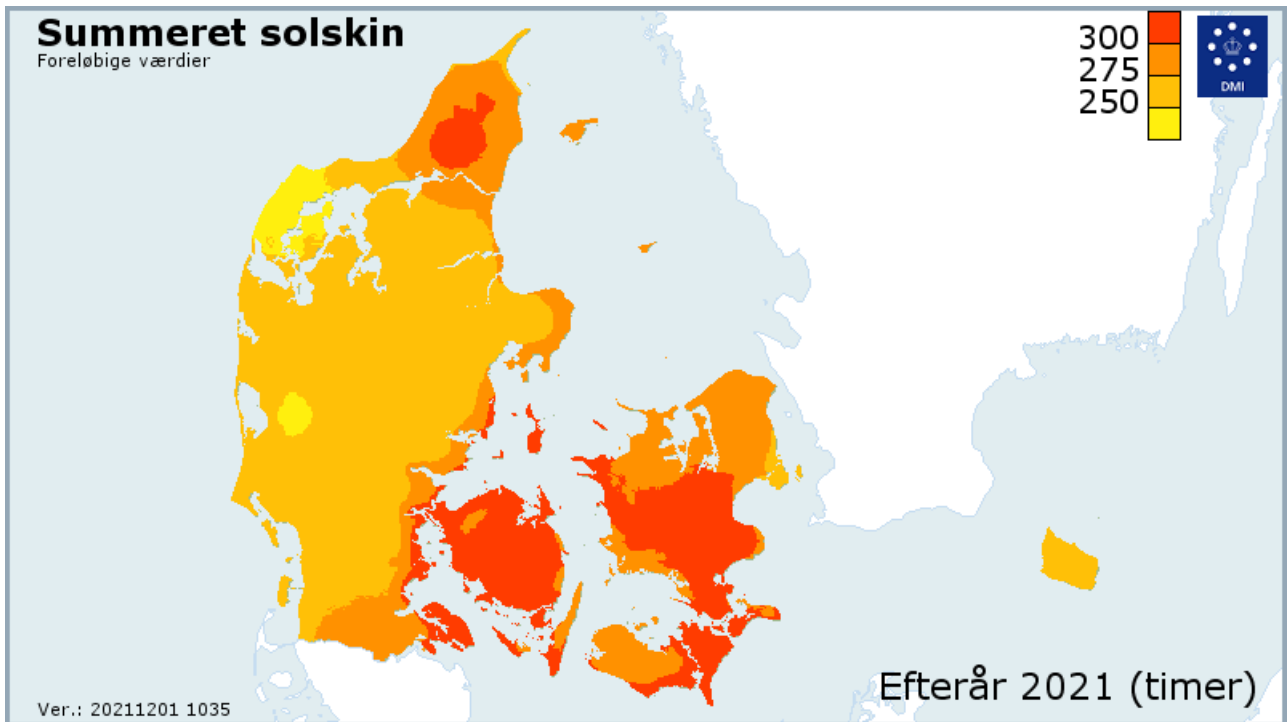 Summeret solskin
Foreløbige værdier
300
275
250
DMI
Efterår 2021 (timer)
Ver.: 20211201 1035